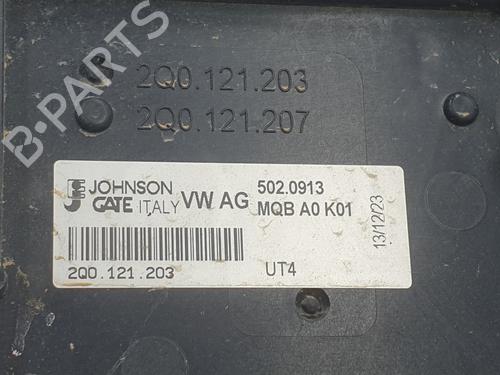 B-PARTS
2Q0.121.203
2Q0.121.207
JOHNSON
GATE ITALY
VW AG
502.0913
MQB A0 K01
13/12/23
2Q0.121.203
UT4